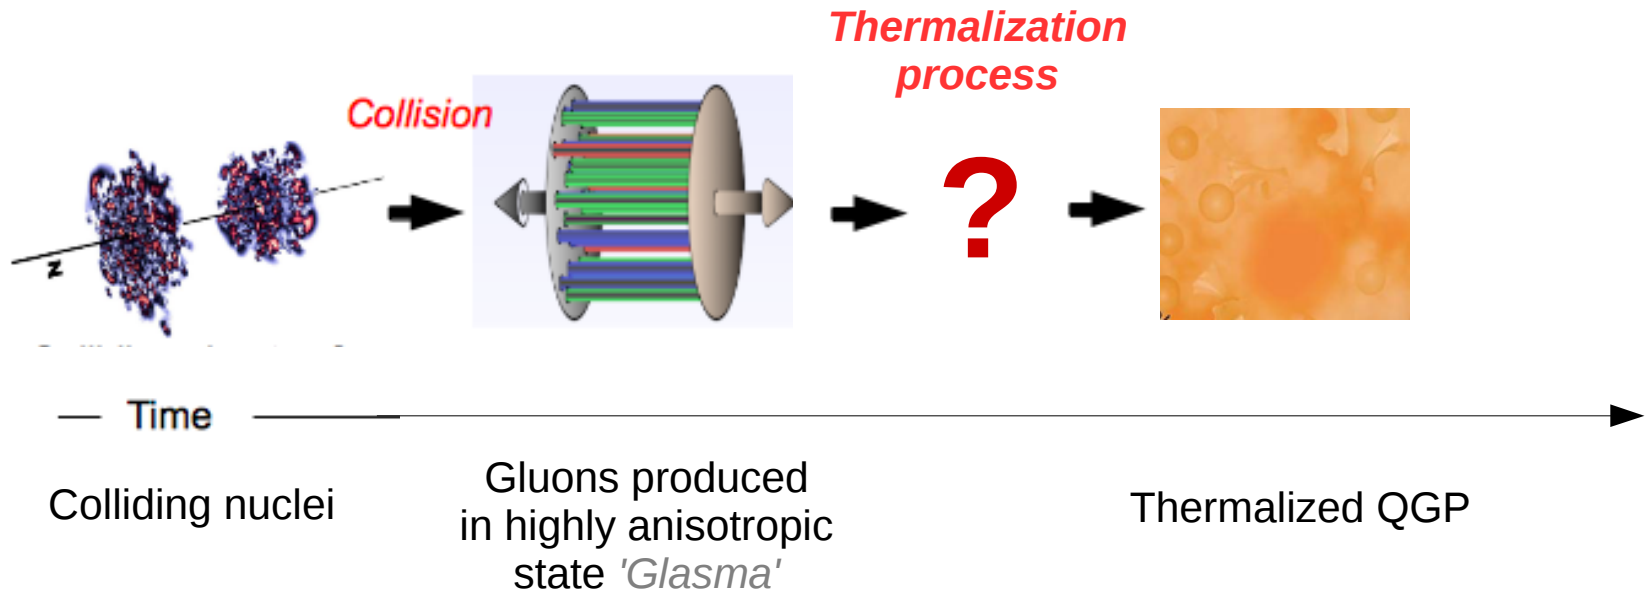 Thermalization
process
Collision
?
z
Time
Colliding nuclei
Gluons produced
in highly anisotropic
state 'Glasma'
Thermalized QGP